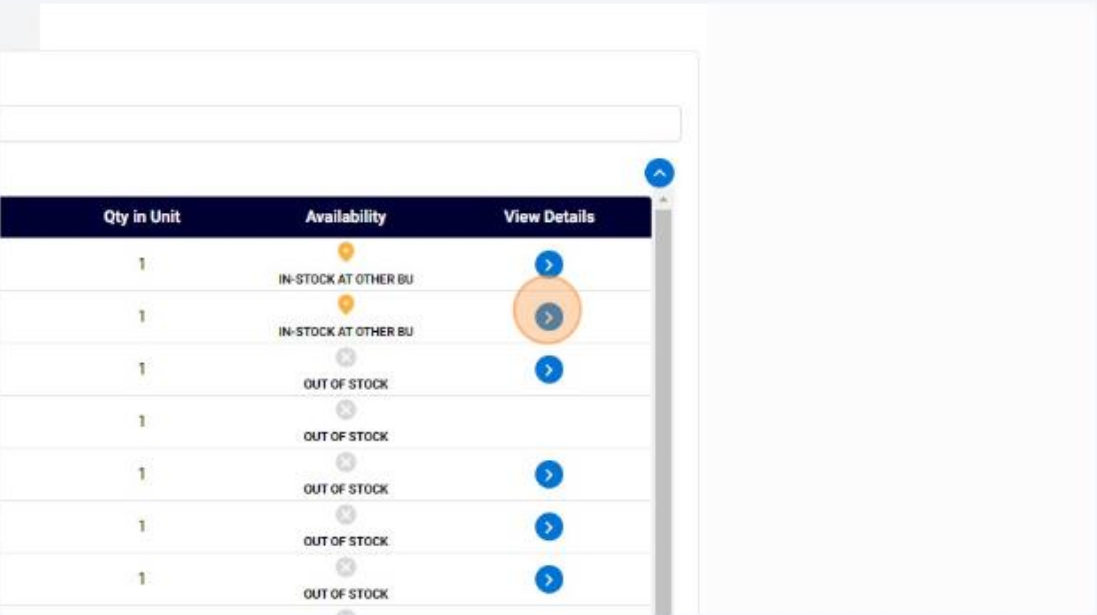 Qty in Unit Availability View Details
1
IN-STOCK AT OTHER BU
1
IN-STOCK AT OTHER BU
1
OUT OF STOCK
1
OUT OF STOCK
1
OUT OF STOCK
1
OUT OF STOCK
1
OUT OF STOCK